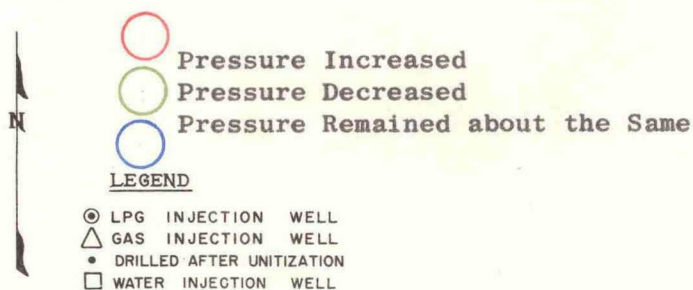 Pressure Increased
Pressure Decreased
N
Pressure Remained about the Same
LEGEND
LPG INJECTION WELL
GAS INJECTION WELL
DRILLED AFTER UNITIZATION
WATER INJECTION WELL